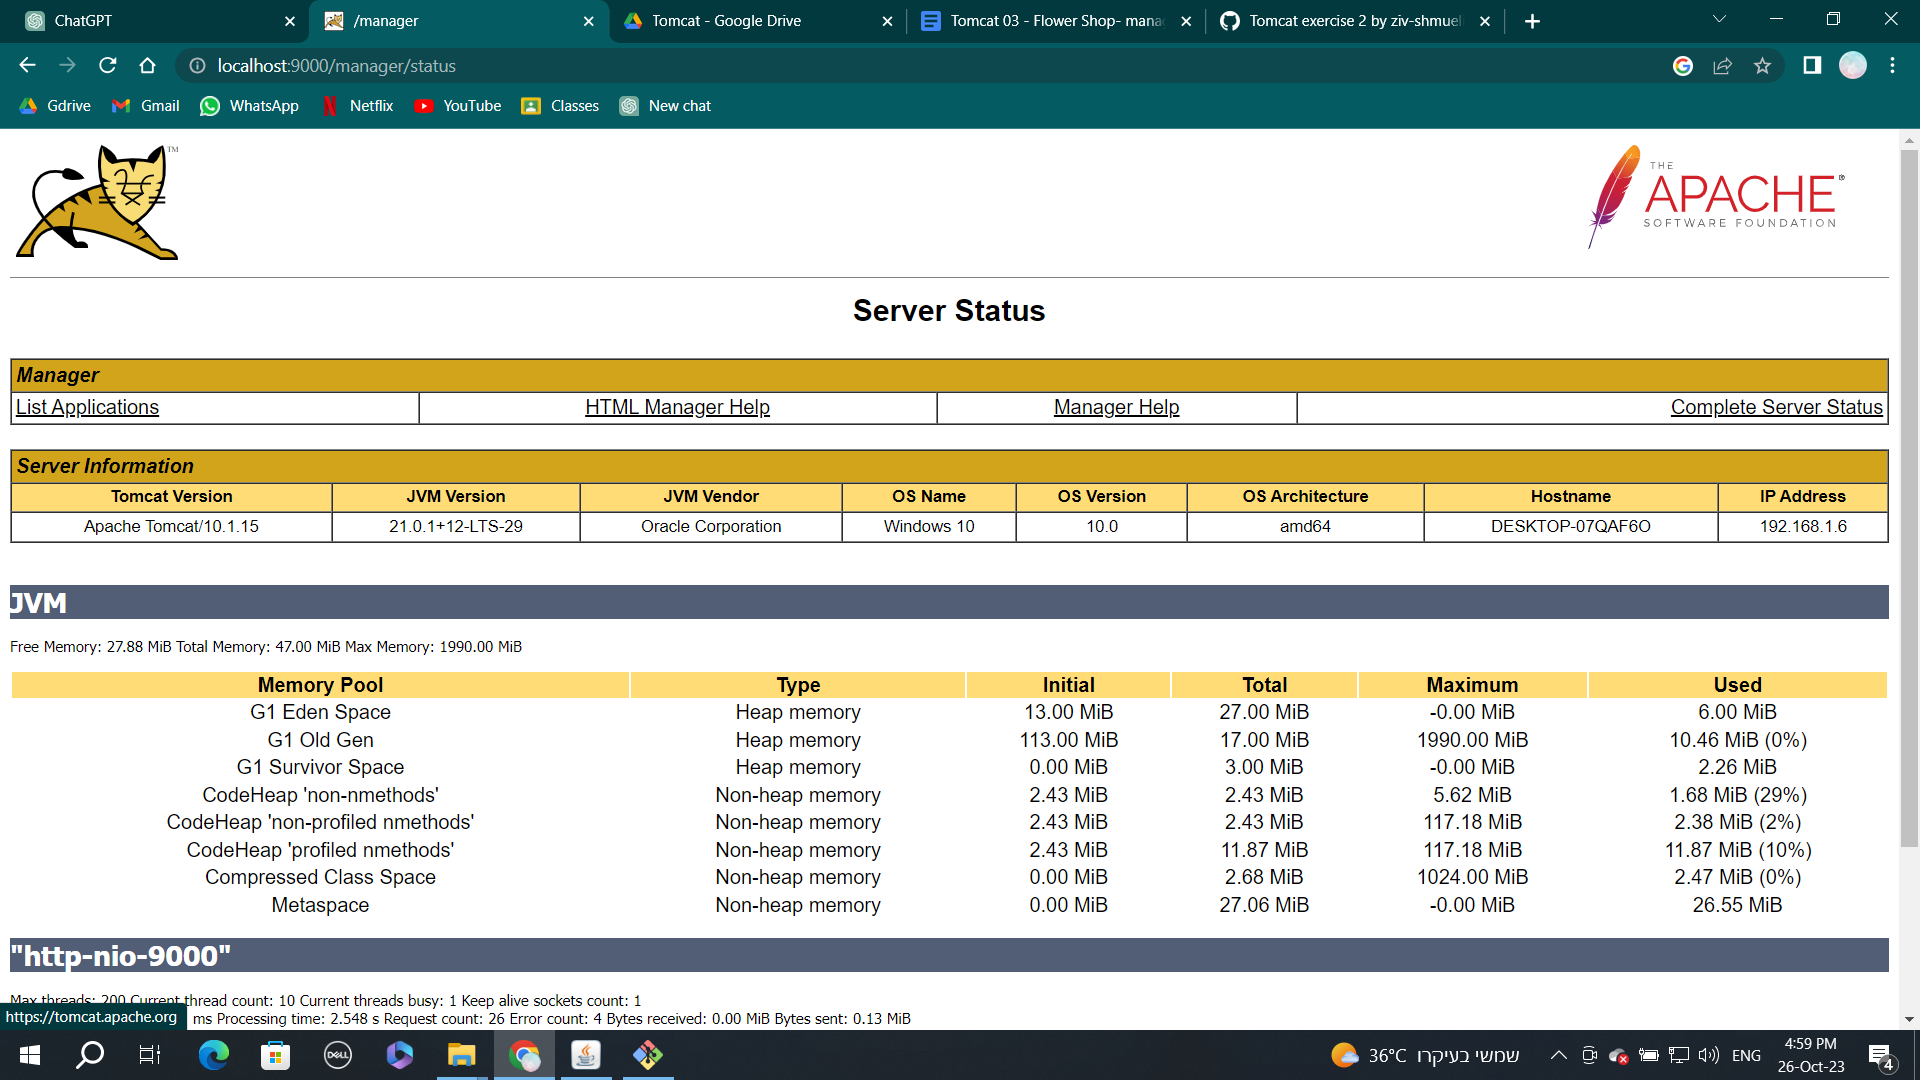 ChatGPT
/manager
Tomcat - Google Drive
Tomcat 03 - Flower Shop- mana
Tomcat exercise 2 by ziv-shmuel
localhost:9000/manager/status
Gdrive
Gmail
WhatsApp
Netflix
YouTube
Classes
New chat
TM
THE
APACHE®
SOFTWARE FOUNDATION
Server Status
Manager
List Applications HTML Manager Help Manager Help Complete Server Status
Server Information
Tomcat Version JVM Version JVM Vendor OS Name OS Version OS Architecture Hostname IP Address
Apache Tomcat/10.1.15 21.0.1+12-LTS-29 Oracle Corporation Windows 10 10.0 amd64 DESKTOP-07QAF6O 192.168.1.6
JVM
Free Memory: 27.88 MiB Total Memory: 47.00 MiB Max Memory: 1990.00 MiB
Memory Pool Type Initial Total Maximum Used
G1 Eden Space Heap memory 13.00 MiB 27.00 MiB -0.00 MiB 6.00 MiB
G1 Old Gen Heap memory 113.00 MiB 17.00 MiB 1990.00 MiB 10.46 MiB (0%)
G1 Survivor Space Heap memory 0.00 MiB 3.00 MiB -0.00 MiB 2.26 MiB
CodeHeap 'non-nmethods' Non-heap memory 2.43 MiB 2.43 MiB 5.62 MiB 1.68 MiB (29%)
CodeHeap 'non-profiled nmethods' Non-heap memory 2.43 MiB 2.43 MiB 117.18 MiB 2.38 MiB (2%)
CodeHeap 'profiled nmethods' Non-heap memory 2.43 MiB 11.87 MiB 117.18 MiB 11.87 MiB (10%)
Compressed Class Space Non-heap memory 0.00 MiB 2.68 MiB 1024.00 MiB 2.47 MiB (0%)
Metaspace Non-heap memory 0.00 MiB 27.06 MiB -0.00 MiB 26.55 MiB
"http-nio-9000"
Max threads: 200 Current thread count: 10 Current threads busy: 1 Keep alive sockets count: 1
https://tomcat.apache.org
ms Processing time: 2.548 s Request count: 26 Error count: 4 Bytes received: 0.00 MiB Bytes sent: 0.13 MiB
DELL
36°C שמשי בעיקרו
ENG
4:59 PM
26-Oct-23
4